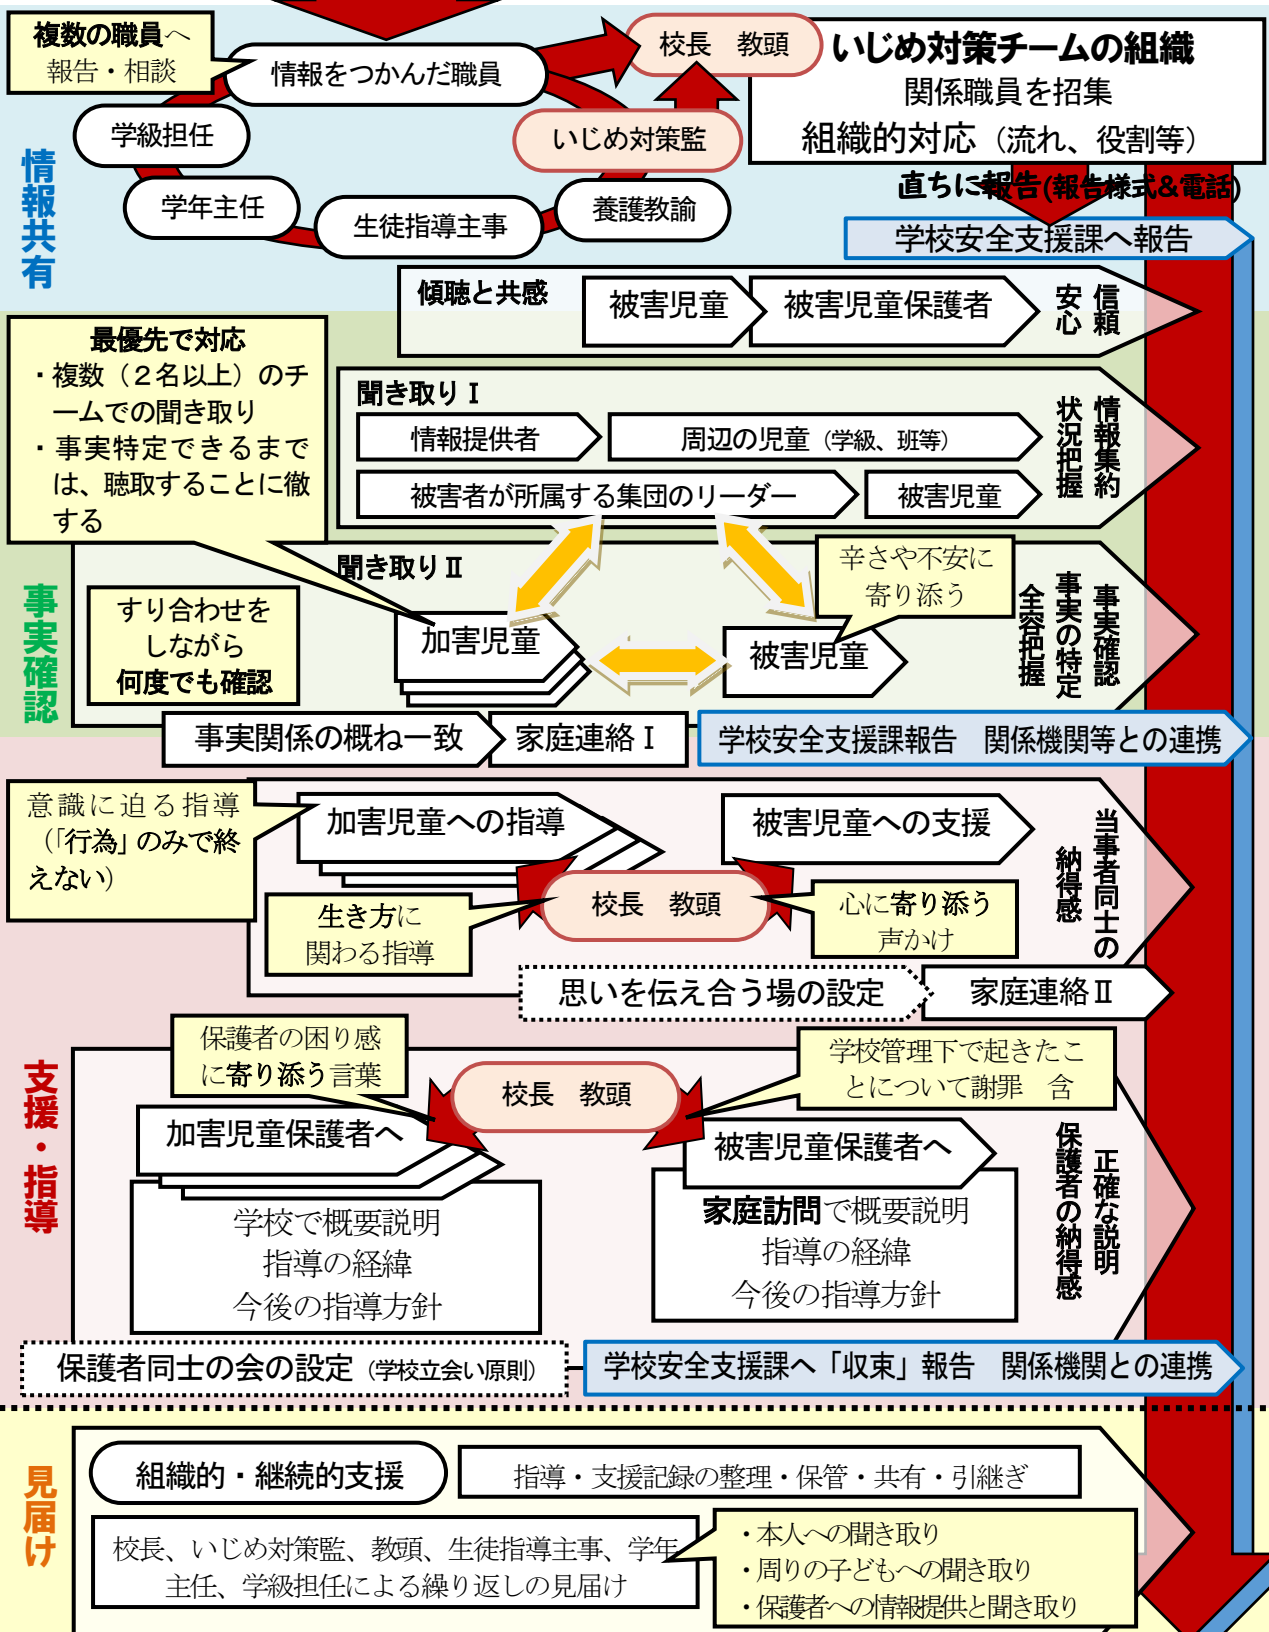 複数の職員へ
報告・相談
情報をつかんだ職員
校長　教頭
いじめ対策チームの組織
関係職員を招集
組織的対応（流れ、役割等）
学級担任
いじめ対策監
学年主任
生徒指導主事
養護教諭
情報共有
直ちに報告(報告様式&電話)
学校安全支援課へ報告
傾聴と共感
被害児童
被害児童保護者
信頼
安心
最優先で対応
・複数（２名以上）のチ
ームでの聞き取り
・事実特定できるまで
は、聴取することに徹
する
聞き取りⅠ
情報提供者
周辺の児童（学級、班等）
被害者が所属する集団のリーダー
被害児童
情報集約
状況把握
事実確認
聞き取りⅡ
すり合わせを
しながら
何度でも確認
加害児童
被害児童
辛さや不安に
寄り添う
事実確認
事実の特定
全容把握
事実関係の概ね一致
家庭連絡Ⅰ
学校安全支援課報告　関係機関等との連携
支援・指導
意識に迫る指導
（「行為」のみで終
えない）
加害児童への指導
被害児童への支援
校長　教頭
生き方に
関わる指導
心に寄り添う
声かけ
当事者同士の
納得感
思いを伝え合う場の設定
家庭連絡Ⅱ
保護者の困り感
に寄り添う言葉
校長　教頭
学校管理下で起きたこ
とについて謝罪　含
加害児童保護者へ
被害児童保護者へ
学校で概要説明
指導の経緯
今後の指導方針
家庭訪問で概要説明
指導の経緯
今後の指導方針
正確な説明
保護者の納得感
保護者同士の会の設定（学校立会い原則）
学校安全支援課へ「収束」報告　関係機関との連携
見届け
組織的・継続的支援
指導・支援記録の整理・保管・共有・引継ぎ
校長、いじめ対策監、教頭、生徒指導主事、学年
主任、学級担任による繰り返しの見届け
・本人への聞き取り
・周りの子どもへの聞き取り
・保護者への情報提供と聞き取り